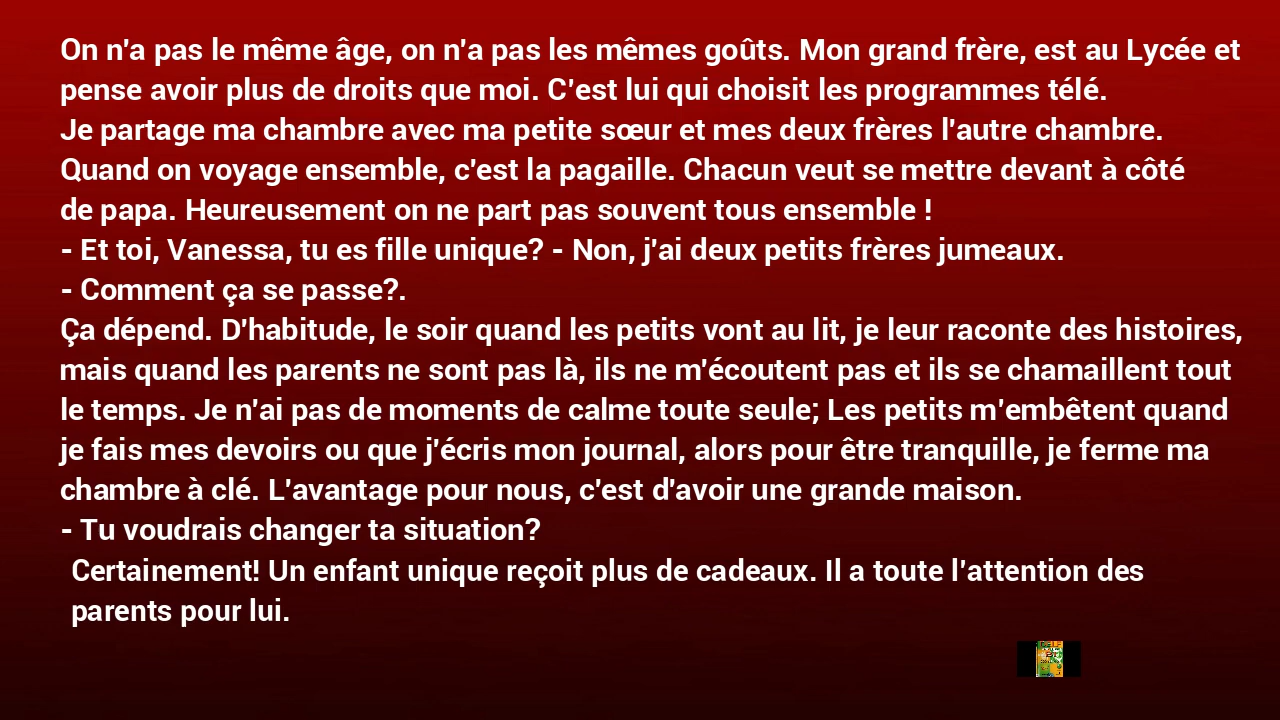 On n'a pas le même âge, on n'a pas les mêmes goûts. Mon grand frère, est au Lycée et
pense avoir plus de droits que moi. C'est lui qui choisit les programmes télé.
Je partage ma chambre avec ma petite sœur et mes deux frères l'autre chambre.
Quand on voyage ensemble, c'est la pagaille. Chacun veut se mettre devant à côté
de papa. Heureusement on ne part pas souvent tous ensemble !
- Et toi, Vanessa, tu es fille unique? - Non, j'ai deux petits frères jumeaux.
- Comment ça se passe?.
Ça dépend. D'habitude, le soir quand les petits vont au lit, je leur raconte des histoires,
mais quand les parents ne sont pas là, ils ne m'écoutent pas et ils se chamaillent tout
le temps. Je n'ai pas de moments de calme toute seule; Les petits m'embêtent quand
je fais mes devoirs ou que j'écris mon journal, alors pour être tranquille, je ferme ma
chambre à clé. L'avantage pour nous, c'est d'avoir une grande maison.
- Tu voudrais changer ta situation?
Certainement! Un enfant unique reçoit plus de cadeaux. Il a toute l'attention des
parents pour lui.